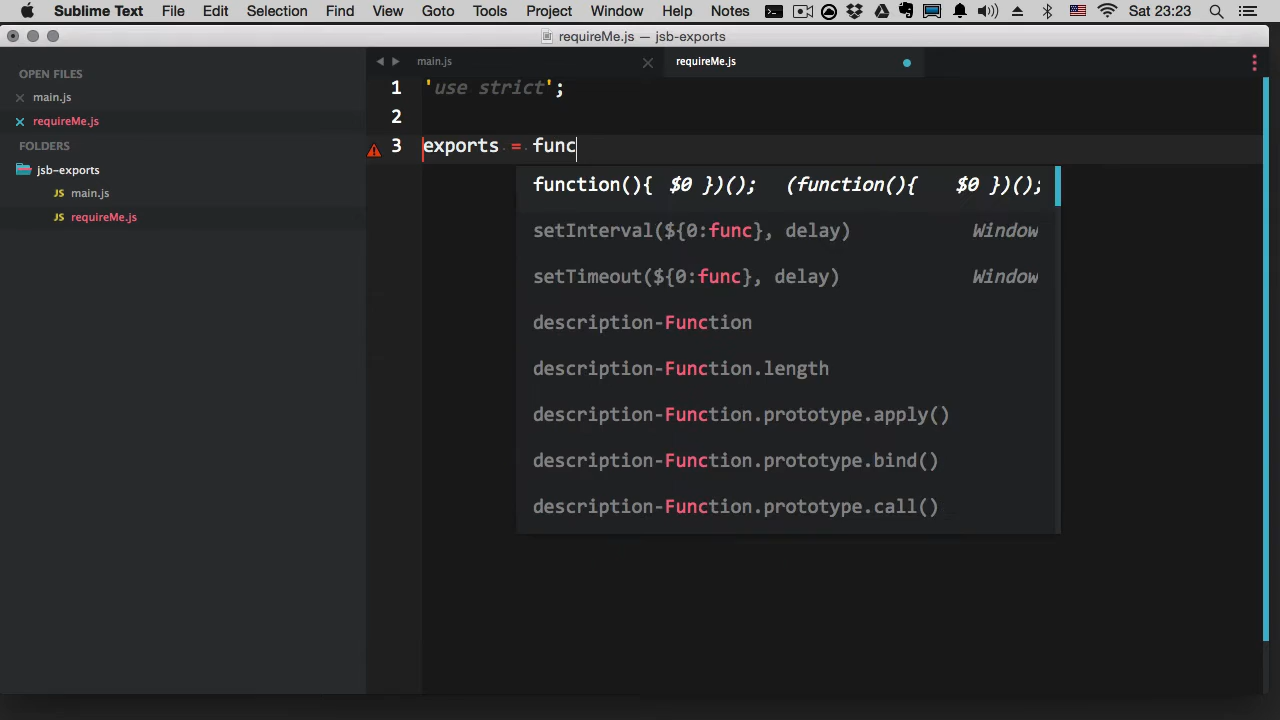 Sublime Text File Edit Selection Find View Goto Tools Project Window Help Notes Sat 23:23
requireMe.js — jsb-exports
OPEN FILES
main.js
requireMe.js
FOLDERS
jsb-exports
JS main.js
JS requireMe.js
main.js requireMe.js
1 'use strict';
2
3 exports = func
function(){ $0 })(); (function(){ $0 })();
setInterval(${0:func}, delay) Window
setTimeout(${0:func}, delay) Window
description-Function
description-Function.length
description-Function.prototype.apply()
description-Function.prototype.bind()
description-Function.prototype.call()